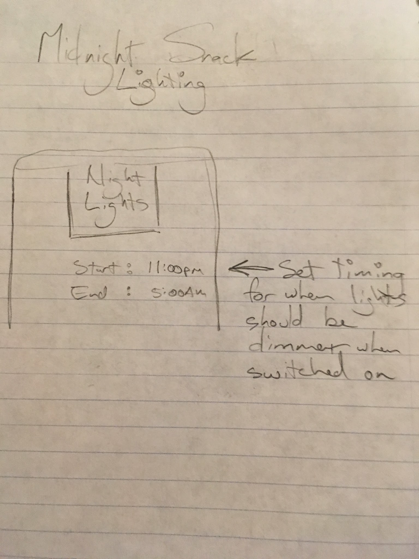 Midnight Snack
Lighting
Night
Lights
Start : 11:00pm
End : 5:00AM
Set timing
for when lights
should be
dimmer when
switched on